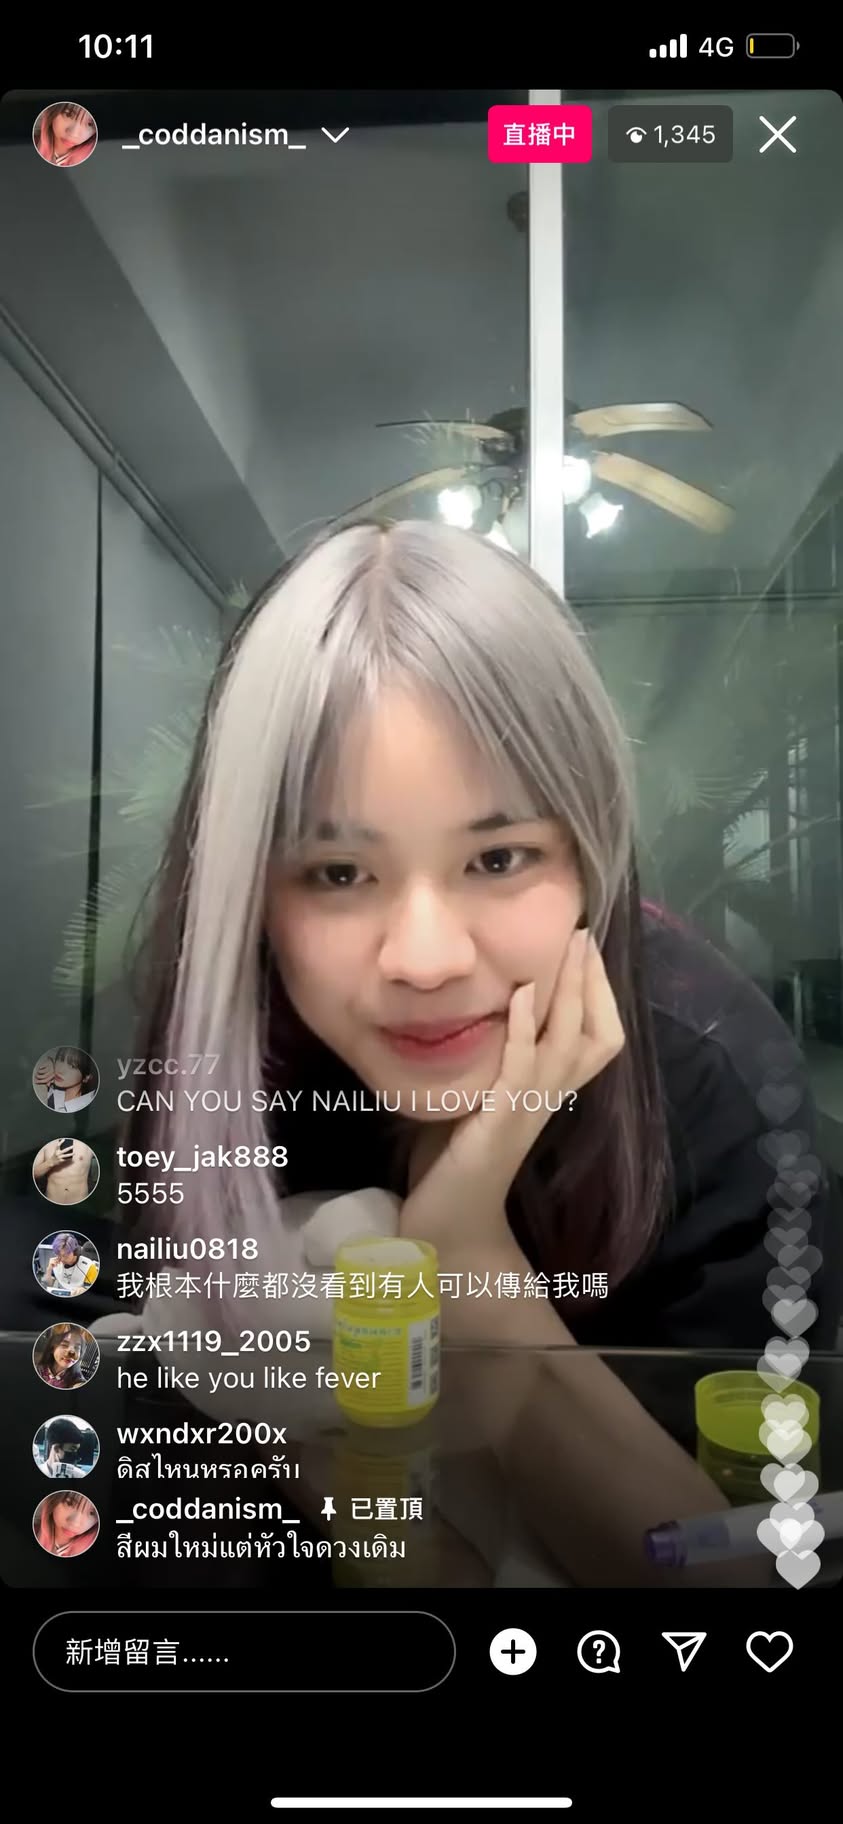 10:11
4G
_coddanism_
直播中
1,345
yzcc.77
CAN YOU SAY NAILIU I LOVE YOU?
toey_jak888
5555
nailiu0818
我根本什麼都沒看到有人可以傳給我嗎
zzx1119_2005
he like you like fever
wxndxr200x
ดิสไหนหรอครับ
_coddanism_ 已置頂
สีผมใหม่แต่หัวใจดวงเดิม
新增留言......